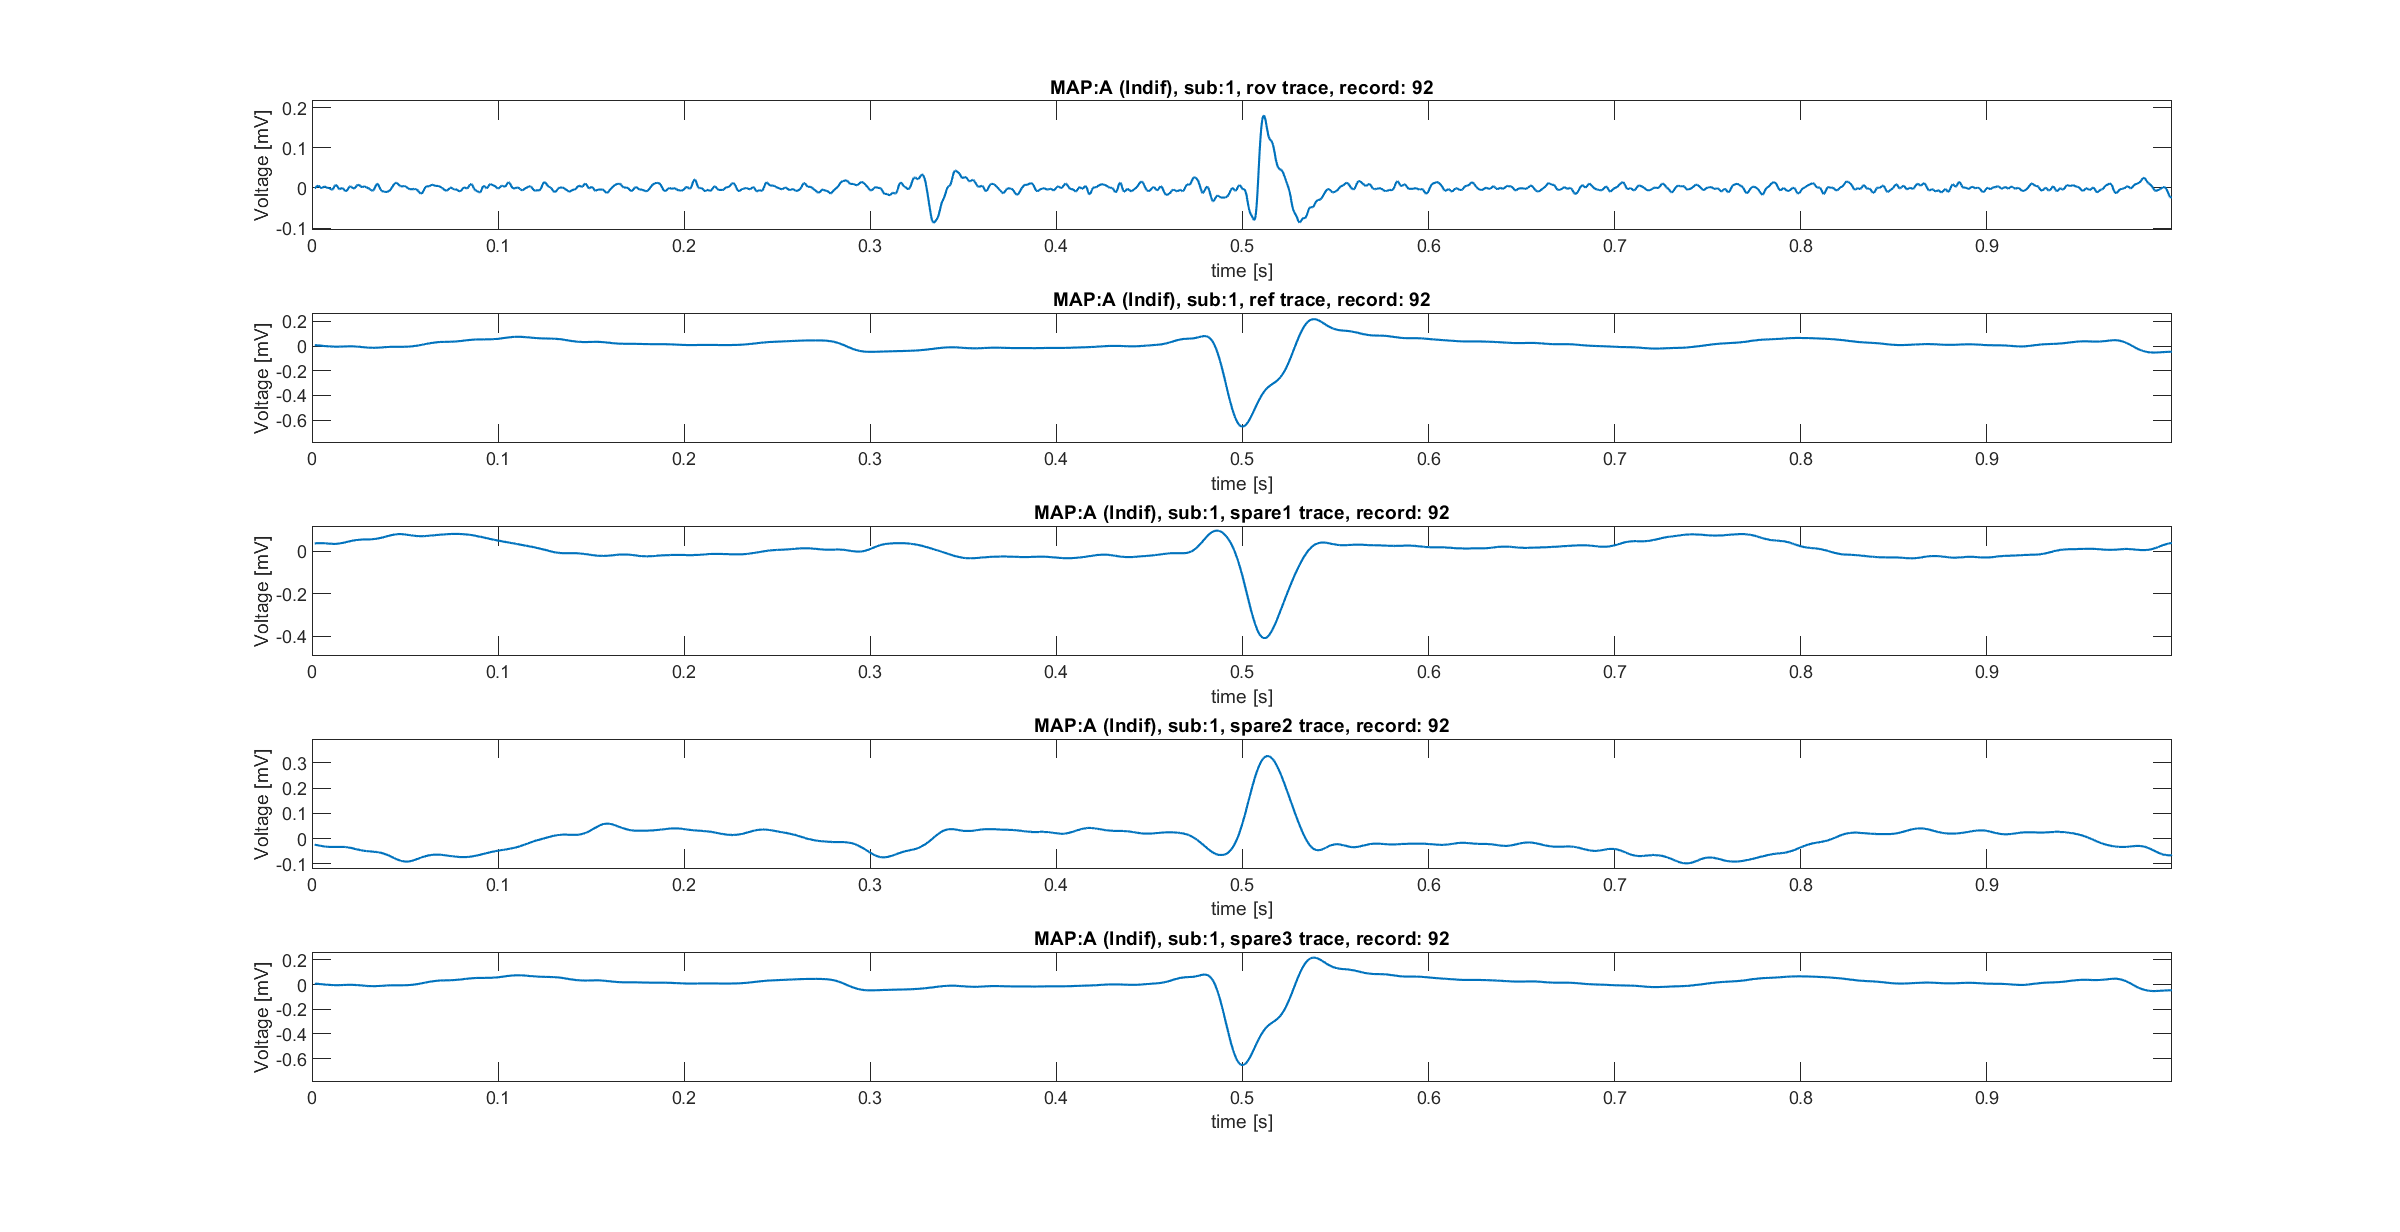 MAP:A (Indif), sub:1, rov trace, record: 92
Voltage [mV]
0.2
0.1
0
-0.1
0 0.1 0.2 0.3 0.4 0.5 0.6 0.7 0.8 0.9
time [s]
MAP:A (Indif), sub:1, ref trace, record: 92
Voltage [mV]
0.2
0
-0.2
-0.4
-0.6
0 0.1 0.2 0.3 0.4 0.5 0.6 0.7 0.8 0.9
time [s]
MAP:A (Indif), sub:1, spare1 trace, record: 92
Voltage [mV]
0
-0.2
-0.4
0 0.1 0.2 0.3 0.4 0.5 0.6 0.7 0.8 0.9
time [s]
MAP:A (Indif), sub:1, spare2 trace, record: 92
Voltage [mV]
0.3
0.2
0.1
0
-0.1
0 0.1 0.2 0.3 0.4 0.5 0.6 0.7 0.8 0.9
time [s]
MAP:A (Indif), sub:1, spare3 trace, record: 92
Voltage [mV]
0.2
0
-0.2
-0.4
-0.6
0 0.1 0.2 0.3 0.4 0.5 0.6 0.7 0.8 0.9
time [s]